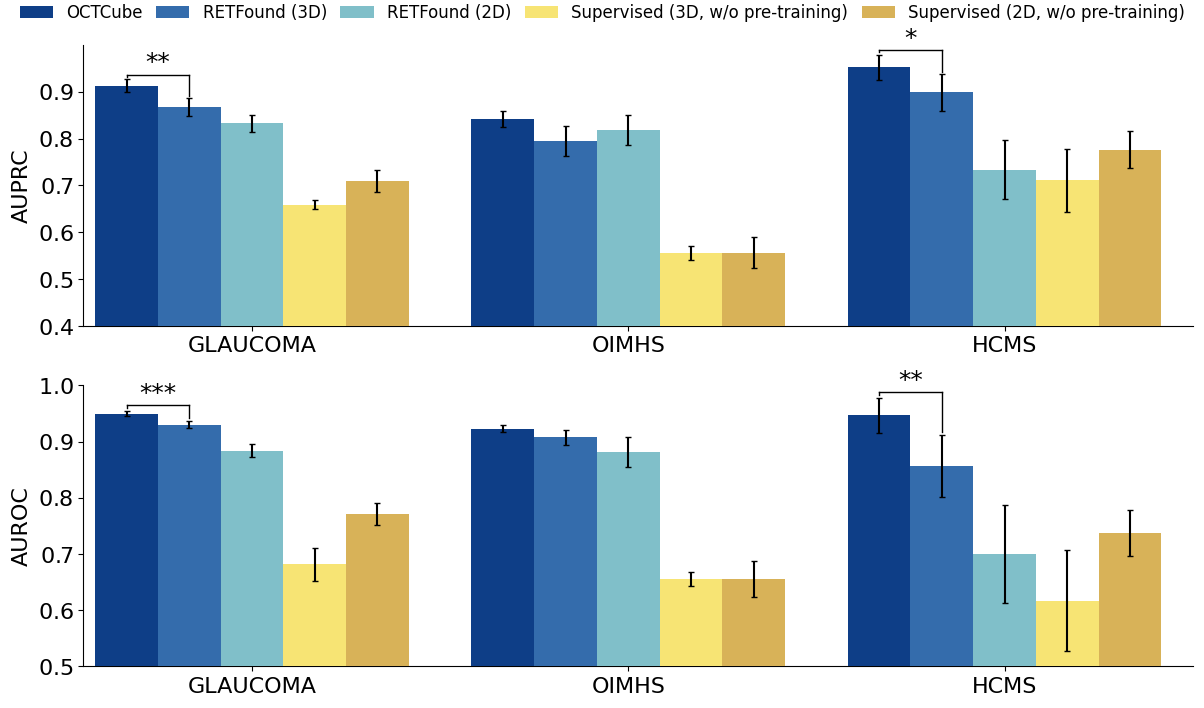 OCTCube RETFound (3D) RETFound (2D) Supervised (3D, w/o pre-training) Supervised (2D, w/o pre-training)
** *
AUPRC
0.9
0.8
0.7
0.6
0.5
0.4
GLAUCOMA OIMHS HCMS
*** **
AUROC
1.0
0.9
0.8
0.7
0.6
0.5
GLAUCOMA OIMHS HCMS